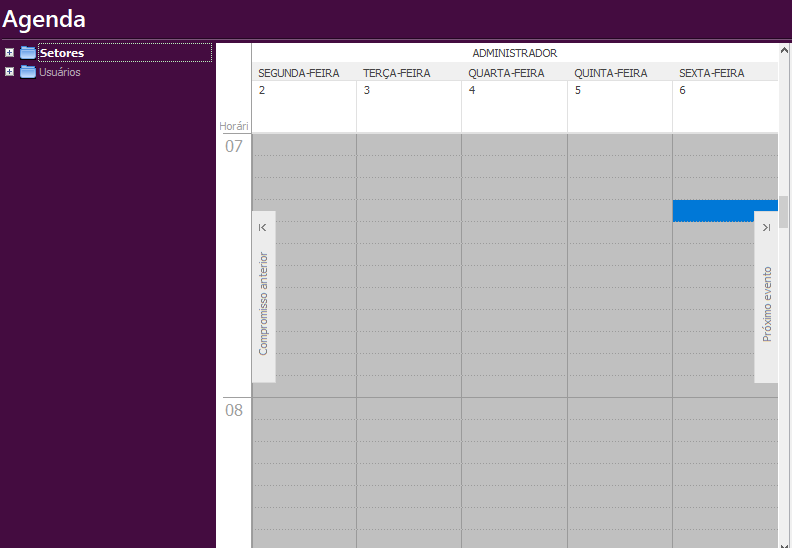 Agenda
Setores
Usuários
ADMINISTRADOR
SEGUNDA-FEIRA TERÇA-FEIRA QUARTA-FEIRA QUINTA-FEIRA SEXTA-FEIRA
2 3 4 5 6
Horári
07
Compromisso anterior
Próximo evento
08